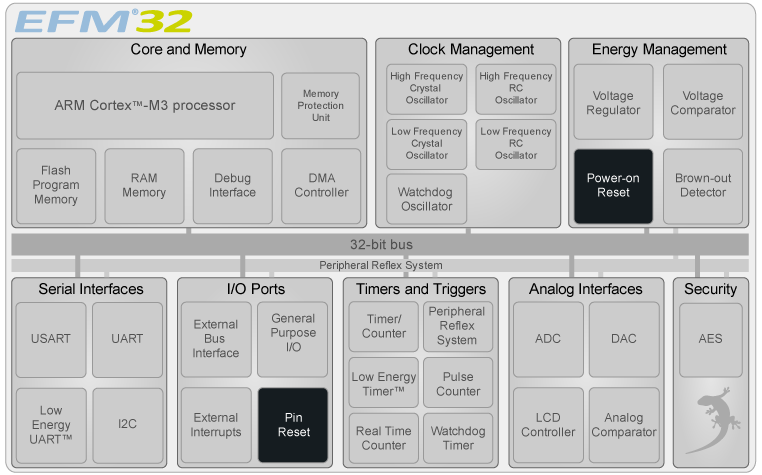 EFM®32
Core and Memory
ARM Cortex™-M3 processor
Memory
Protection
Unit
Flash
Program
Memory
RAM
Memory
Debug
Interface
DMA
Controller
Clock Management
High Frequency
Crystal
Oscillator
High Frequency
RC
Oscillator
Low Frequency
Crystal
Oscillator
Low Frequency
RC
Oscillator
Watchdog
Oscillator
Energy Management
Voltage
Regulator
Voltage
Comparator
Power-on
Reset
Brown-out
Detector
32-bit bus
Peripheral Reflex System
Serial Interfaces
USART
UART
Low
Energy
UART™
I2C
I/O Ports
External
Bus
Interface
General
Purpose
I/O
External
Interrupts
Pin
Reset
Timers and Triggers
Timer/
Counter
Peripheral
Reflex
System
Low Energy
Timer™
Pulse
Counter
Real Time
Counter
Watchdog
Timer
Analog Interfaces
ADC
DAC
LCD
Controller
Analog
Comparator
Security
AES